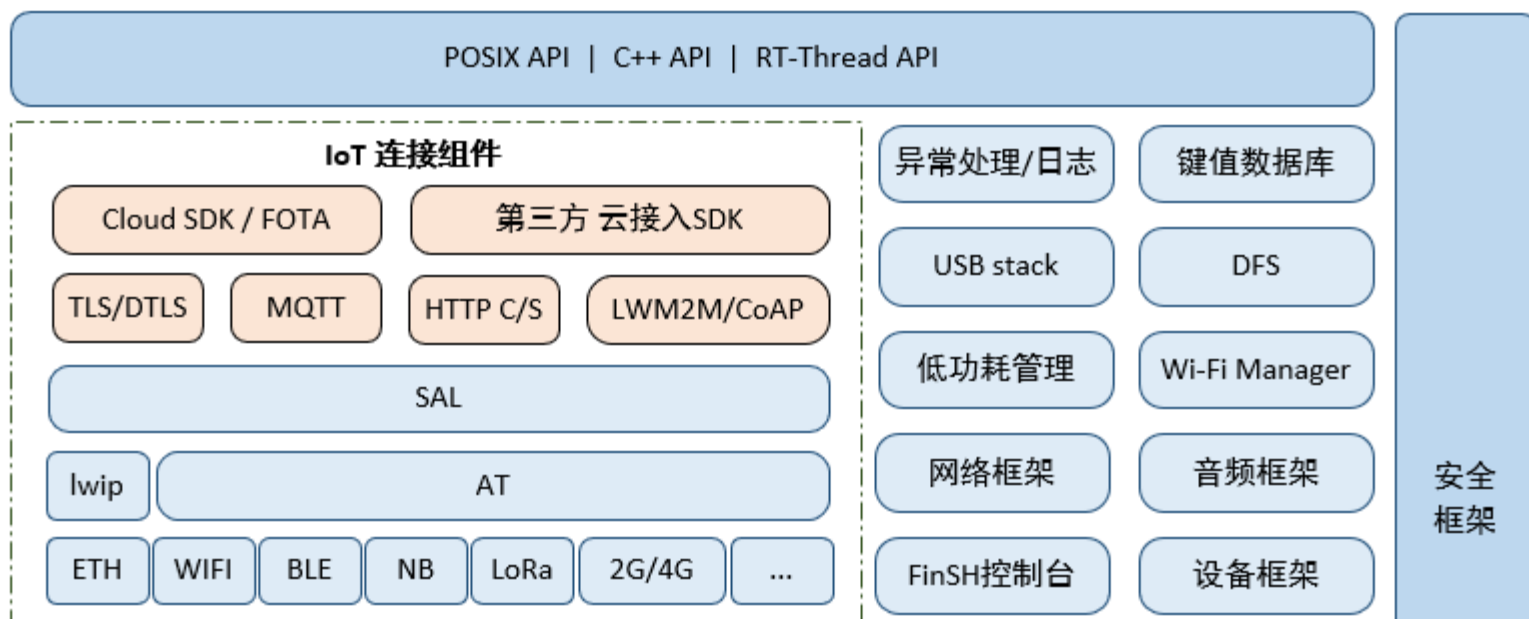 POSIX API | C++ API | RT-Thread API
IoT 连接组件
Cloud SDK / FOTA
第三方 云接入SDK
TLS/DTLS
MQTT
HTTP C/S
LWM2M/CoAP
SAL
lwip
AT
ETH
WIFI
BLE
NB
LoRa
2G/4G
...
异常处理/日志
键值数据库
USB stack
DFS
低功耗管理
Wi-Fi Manager
网络框架
音频框架
FinSH控制台
设备框架
安全
框架